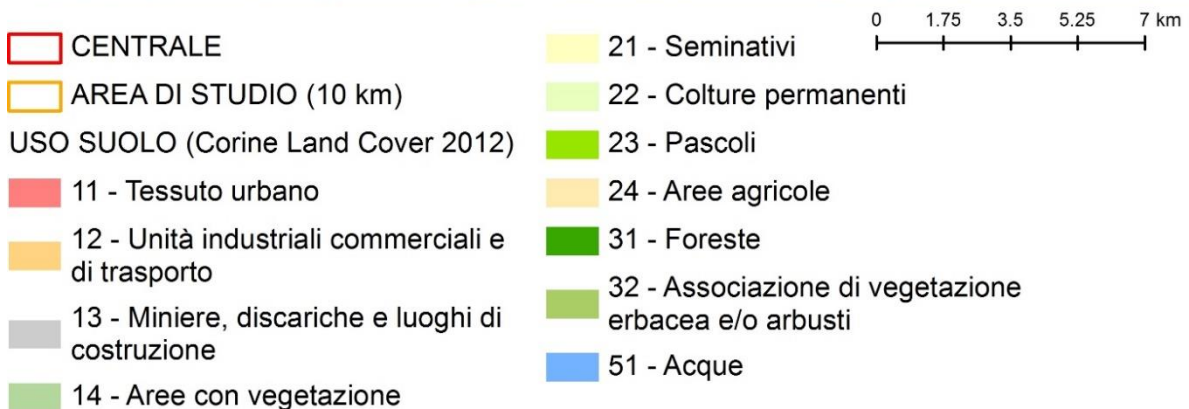 CENTRALE
AREA DI STUDIO (10 km)
USO SUOLO (Corine Land Cover 2012)
11 - Tessuto urbano
12 - Unità industriali commerciali e
di trasporto
13 - Miniere, discariche e luoghi di
costruzione
14 - Aree con vegetazione
21 - Seminativi
22 - Colture permanenti
23 - Pascoli
24 - Aree agricole
31 - Foreste
32 - Associazione di vegetazione
erbacea e/o arbusti
51 - Acque
0 1.75 3.5 5.25 7 km